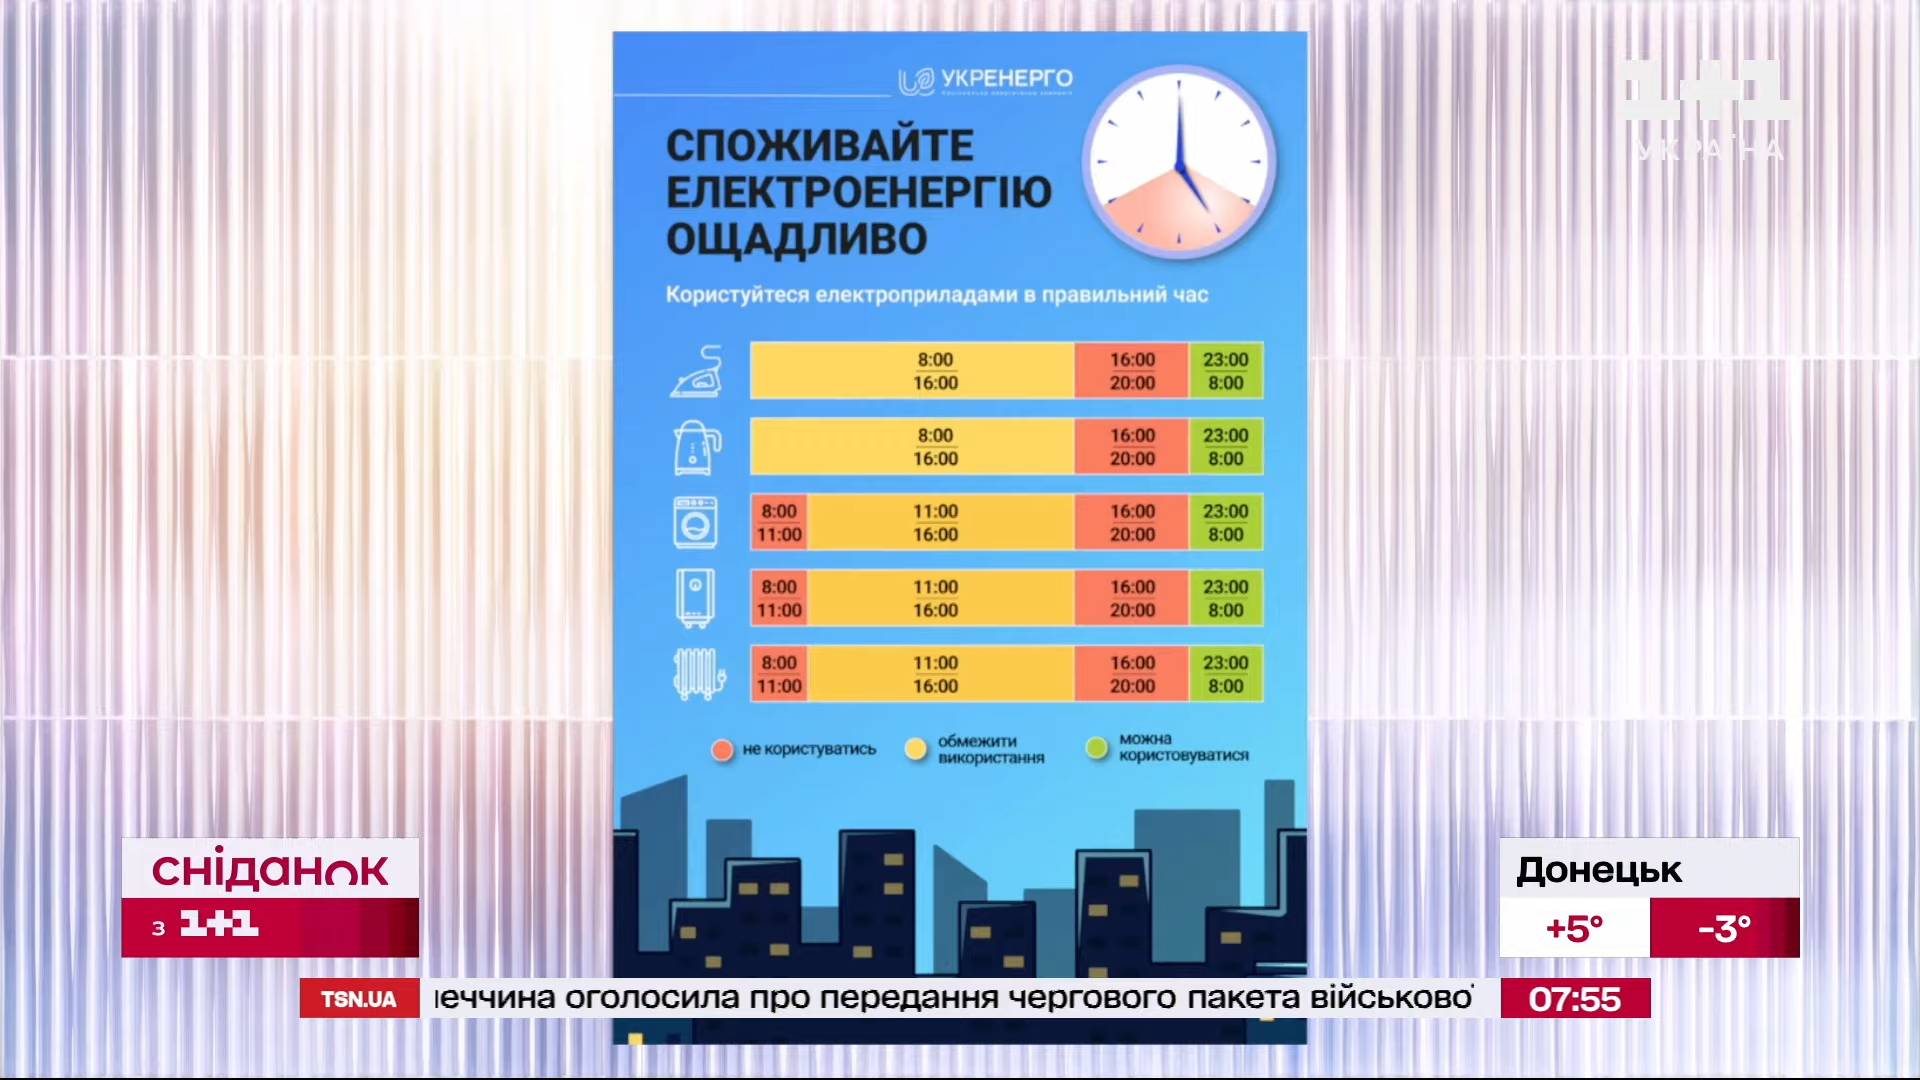 УКРЕНЕРГО
1+1
УКРАЇНА
СПОЖИВАЙТЕ
ЕЛЕКТРОЕНЕРГІЮ
ОЩАДЛИВО
Користуйтеся електроприладами в правильний час
8:00 16:00 23:00
16:00 20:00 8:00
8:00 16:00 23:00
16:00 20:00 8:00
8:00 11:00 16:00 23:00
11:00 16:00 20:00 8:00
8:00 11:00 16:00 23:00
11:00 16:00 20:00 8:00
8:00 11:00 16:00 23:00
11:00 16:00 20:00 8:00
не користуватись
обмежити
використання
можна
користовуватися
сніданок
з 1+1
Донецьк
+5° -3°
TSN.UA
оголосила про передання чергового пакета
07:55